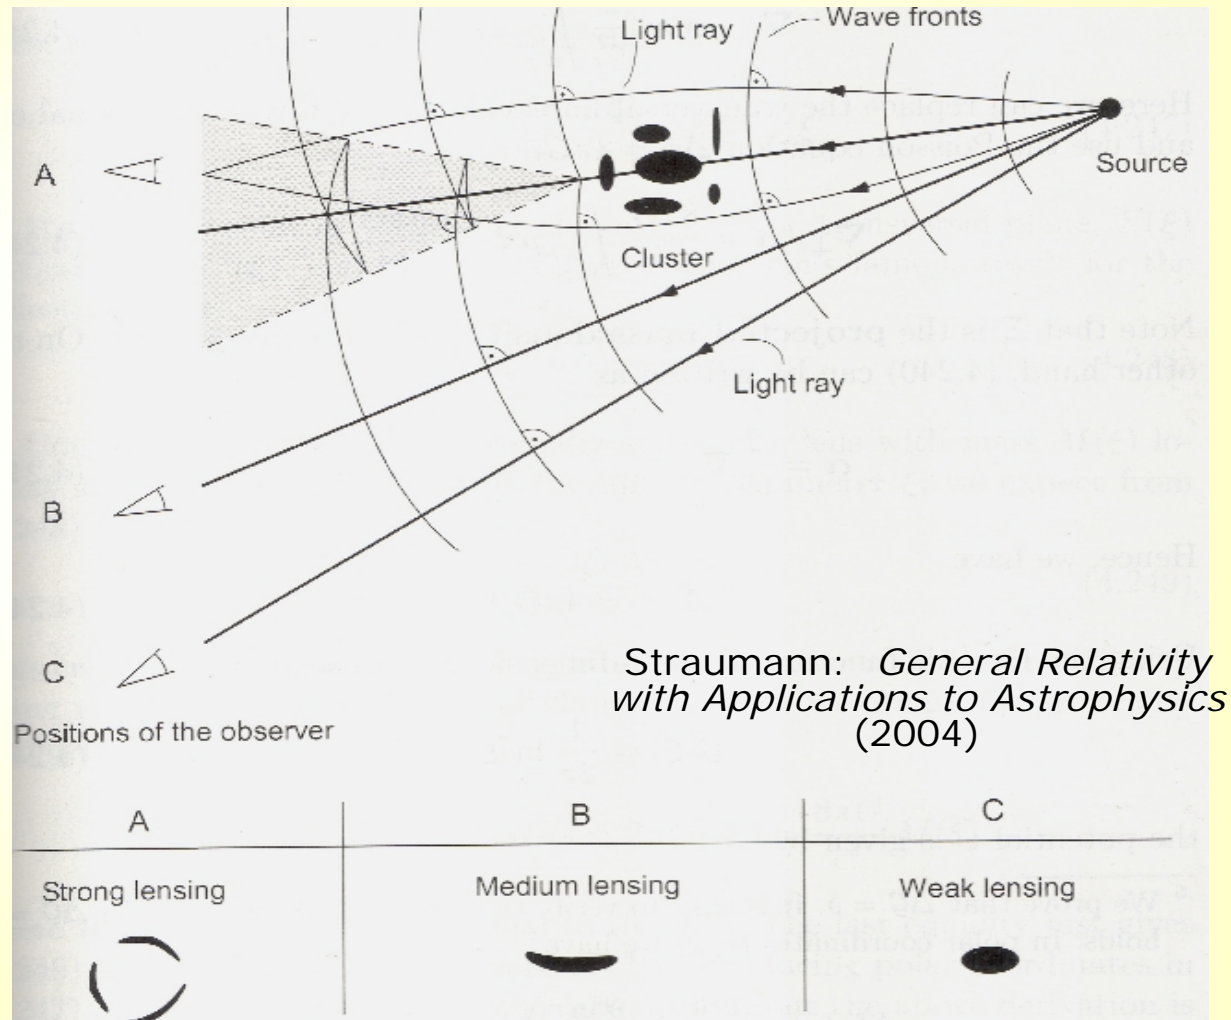 Light ray
Wave fronts
A
Source
Cluster
Light ray
B
C
Straumann: General Relativity
with Applications to Astrophysics
(2004)
Positions of the observer
A
B
C
Strong lensing
Medium lensing
Weak lensing